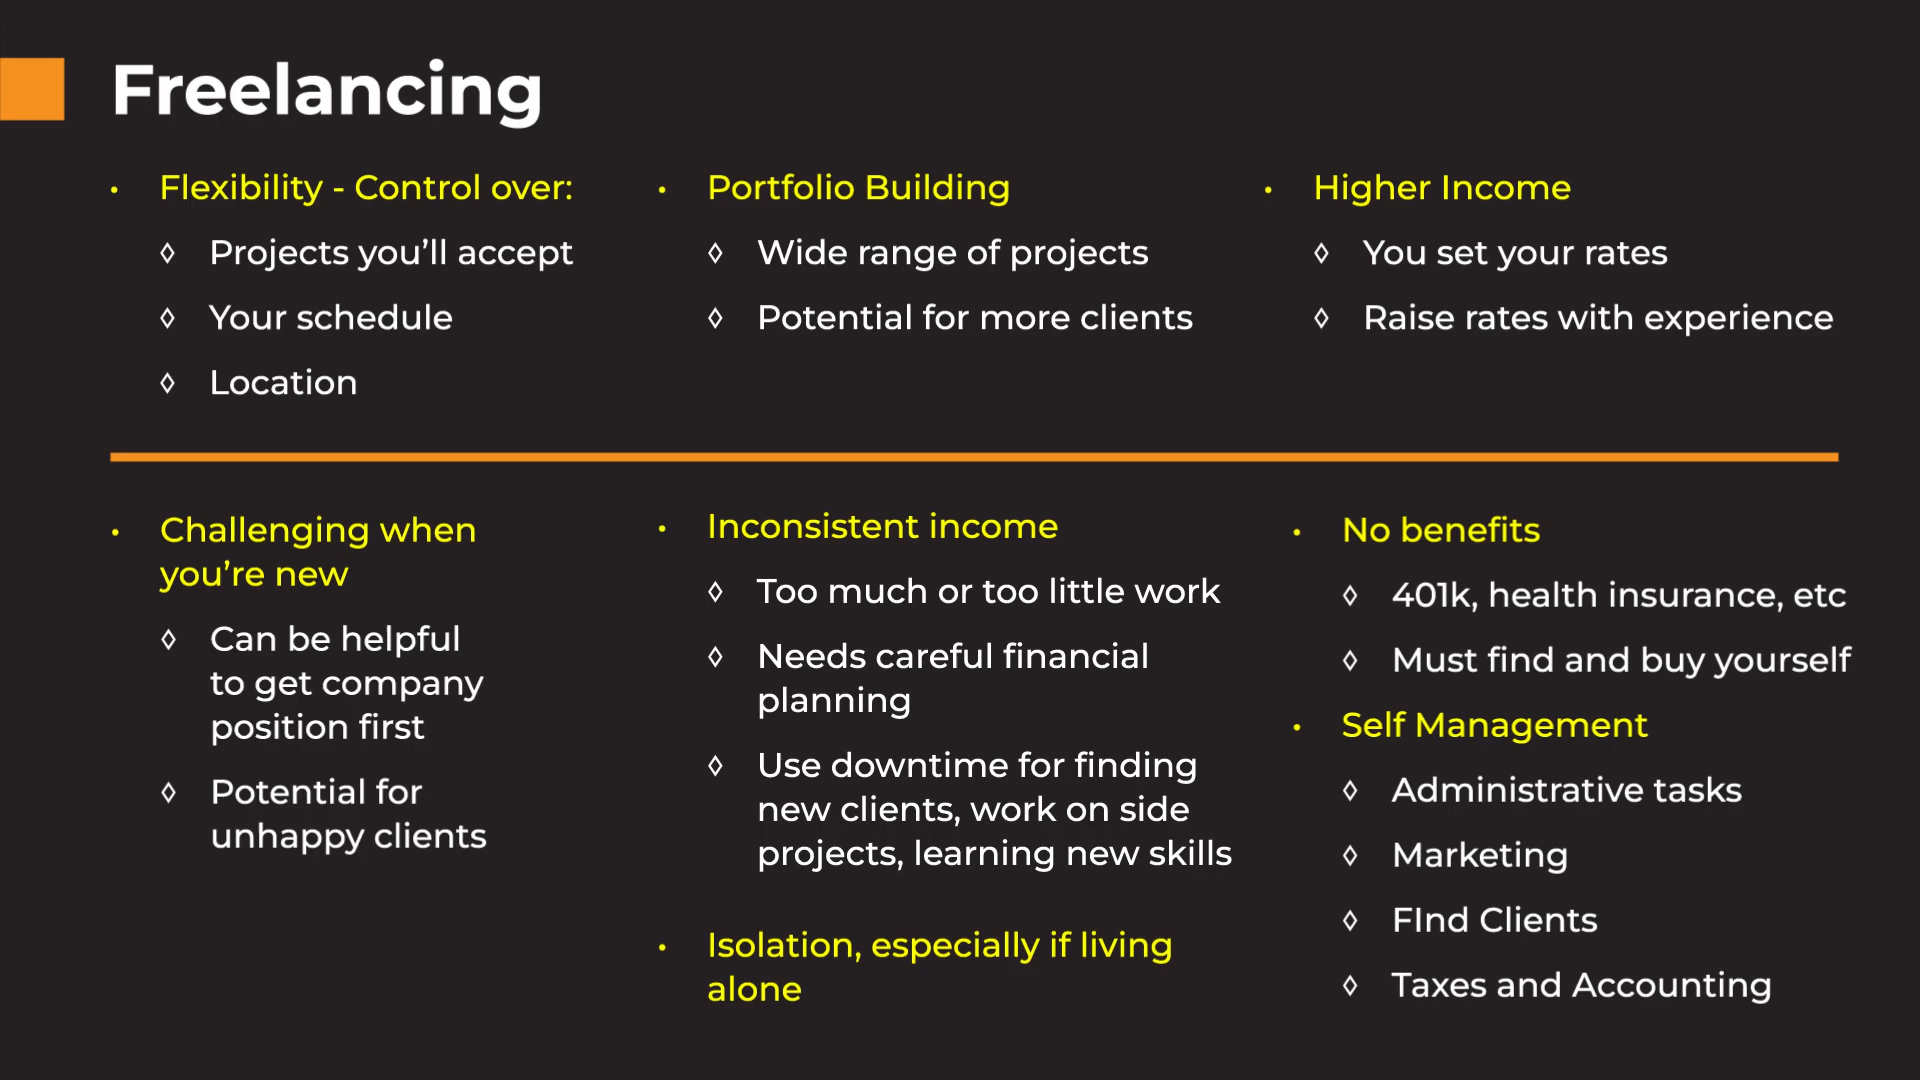 Freelancing
• Flexibility - Control over:
◊ Projects you’ll accept
◊ Your schedule
◊ Location
• Portfolio Building
◊ Wide range of projects
◊ Potential for more clients
• Higher Income
◊ You set your rates
◊ Raise rates with experience
• Challenging when
you’re new
◊ Can be helpful
to get company
position first
◊ Potential for
unhappy clients
• Inconsistent income
◊ Too much or too little work
◊ Needs careful financial
planning
◊ Use downtime for finding
new clients, work on side
projects, learning new skills
• Isolation, especially if living
alone
• No benefits
◊ 401k, health insurance, etc
◊ Must find and buy yourself
• Self Management
◊ Administrative tasks
◊ Marketing
◊ FInd Clients
◊ Taxes and Accounting